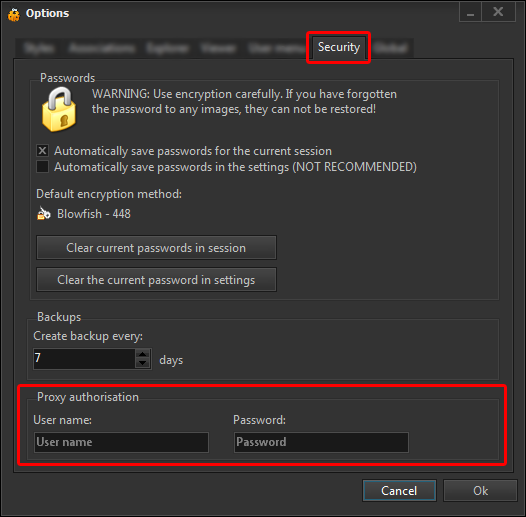 Options
Styles Associations Explorer Viewer User menu Security Global
Passwords
WARNING: Use encryption carefully. If you have forgotten
the password to any images, they can not be restored!
Automatically save passwords for the current session
Automatically save passwords in the settings (NOT RECOMMENDED)
Default encryption method:
Blowfish - 448
Clear current passwords in session
Clear the current password in settings
Backups
Create backup every:
7 days
Proxy authorisation
User name: Password:
User name Password
Cancel Ok